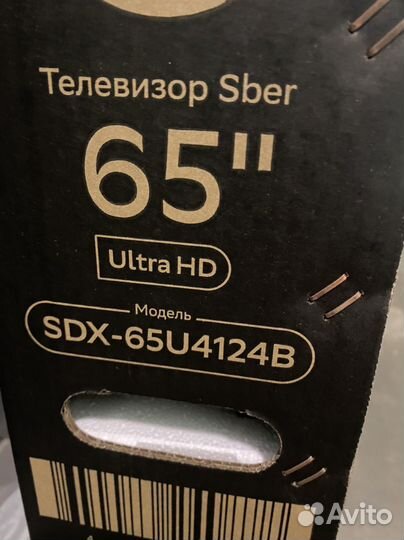 Телевизор Sber
65"
Ultra HD
Модель
SDX-65U4124B
Avito